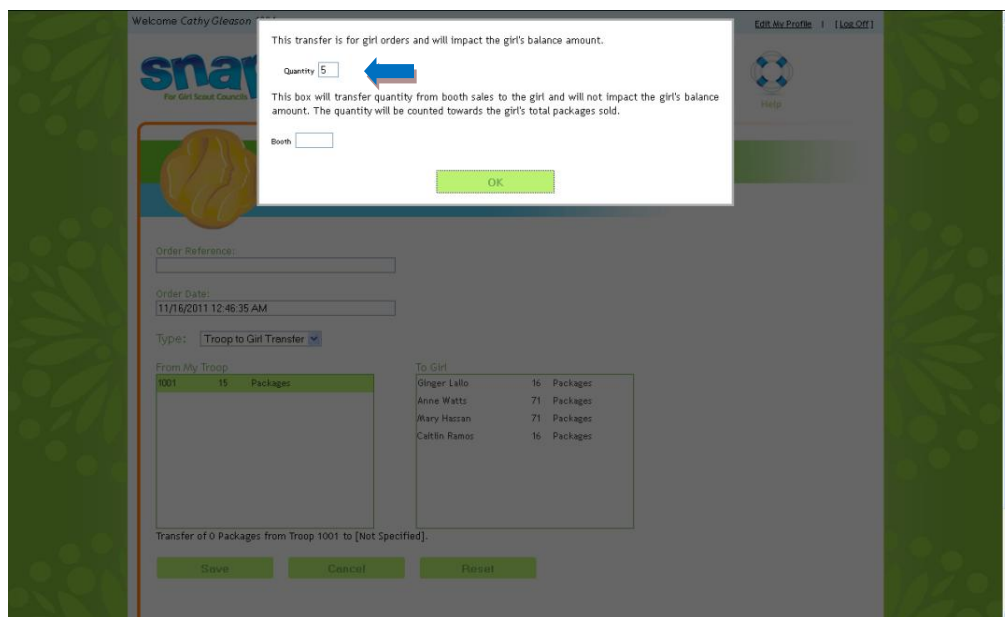 Welcome Cathy Gleason
Edit My Profile | [ Log Off ]
This transfer is for girl orders and will impact the girl's balance amount.
Quantity 5
This box will transfer quantity from booth sales to the girl and will not impact the girl's balance
amount. The quantity will be counted towards the girl's total packages sold.
Booth
OK
snap
For Girl Scout Councils
Help
Order Reference:
Order Date:
11/16/2011 12:46:35 AM
Type: Troop to Girl Transfer
From My Troop
1001 15 Packages
To Girl
Ginger Lallo 16 Packages
Anne Watts 71 Packages
Mary Hassan 71 Packages
Caitlin Ramos 16 Packages
Transfer of 0 Packages from Troop 1001 to [Not Specified].
Save Cancel Reset